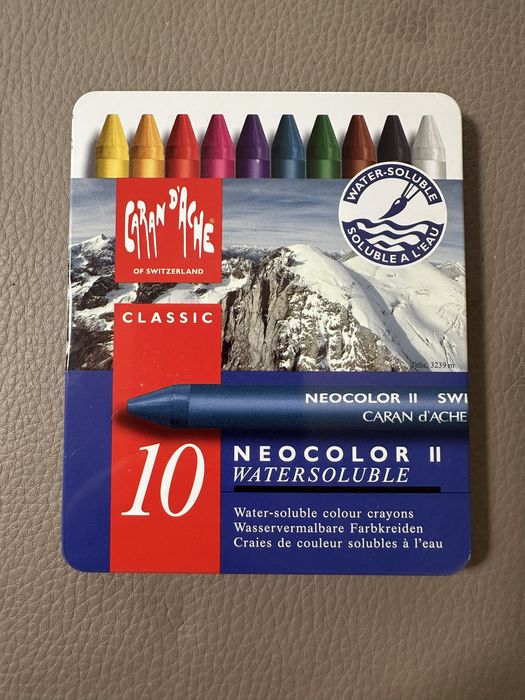 WATER-SOLUBLE
SOLUBLE A L'EAU
CARAN D'ACHE®
OF SWITZERLAND
CLASSIC
Titlis, 3239 m
NEOCOLOR II SWI
CARAN d'ACHE
10
NEOCOLOR II
WATERSOLUBLE
Water-soluble colour crayons
Wasservermalbare Farbkreiden
Craies de couleur solubles à l'eau